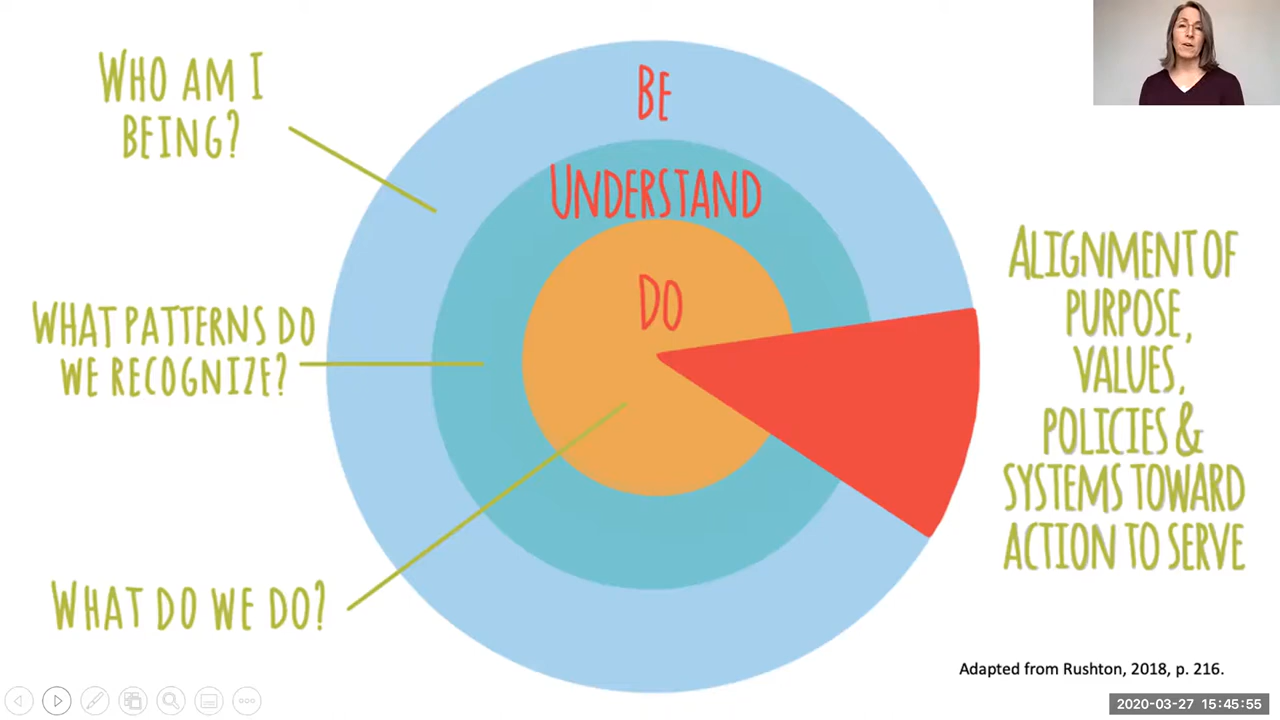 WHO AM I
BEING?
WHAT PATTERNS DO
WE RECOGNIZE?
WHAT DO WE DO?
BE
UNDERSTAND
DO
ALIGNMENT OF
PURPOSE,
VALUES,
POLICIES &
SYSTEMS TOWARD
ACTION TO SERVE
Adapted from Rushton, 2018, p. 216.
2020-03-27 15:45:55